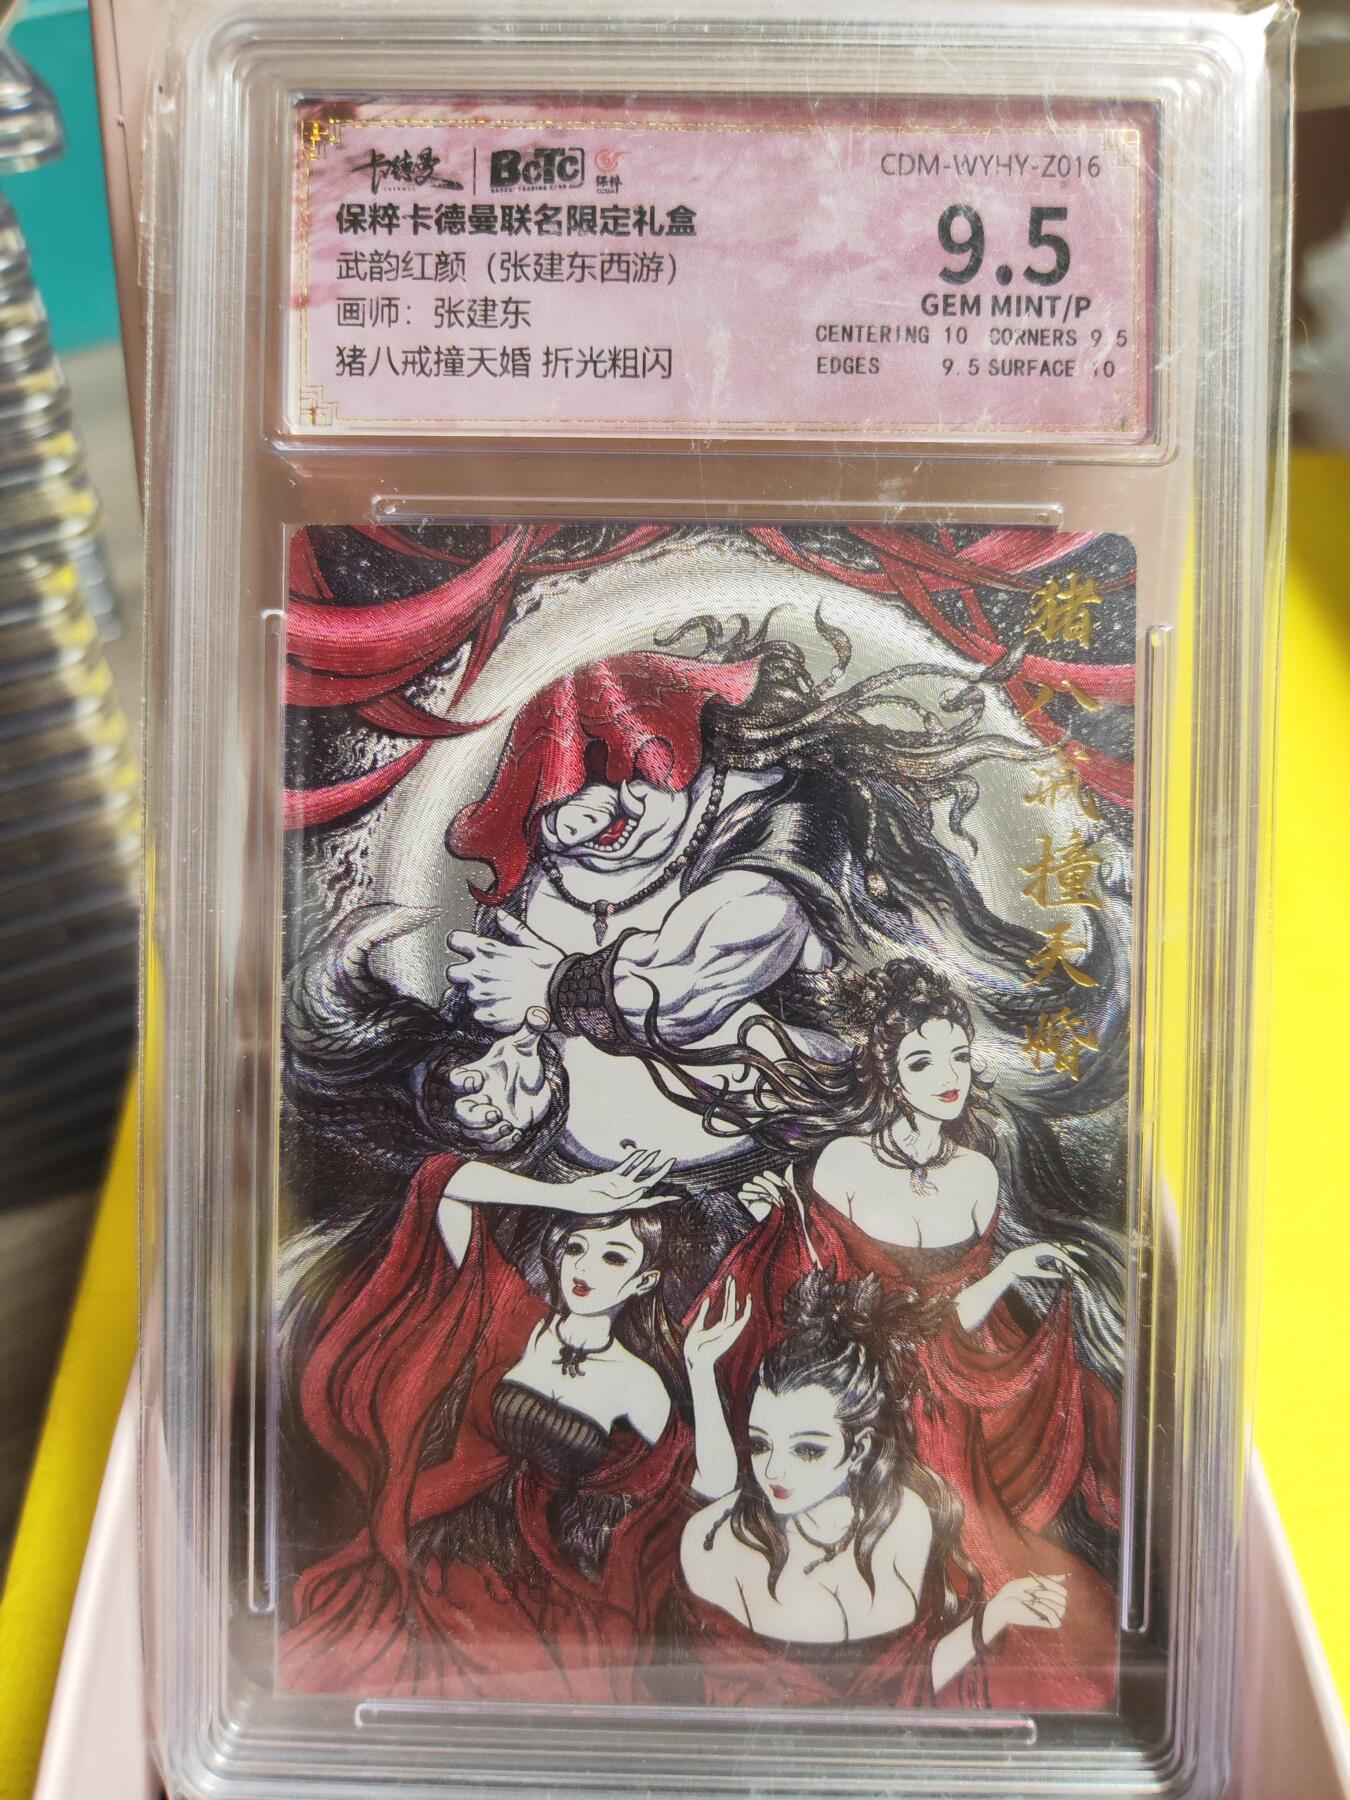 卡德曼 BCTC 保粹
CDM-WYHY-Z016
保粹卡德曼联名限定礼盒
武韵红颜（张建东西游）
画师：张建东
猪八戒撞天婚 折光粗闪
9.5
GEM MINT/P
CENTERING 10 CORNERS 9.5
EDGES 9.5 SURFACE 10
猪八戒撞天婚